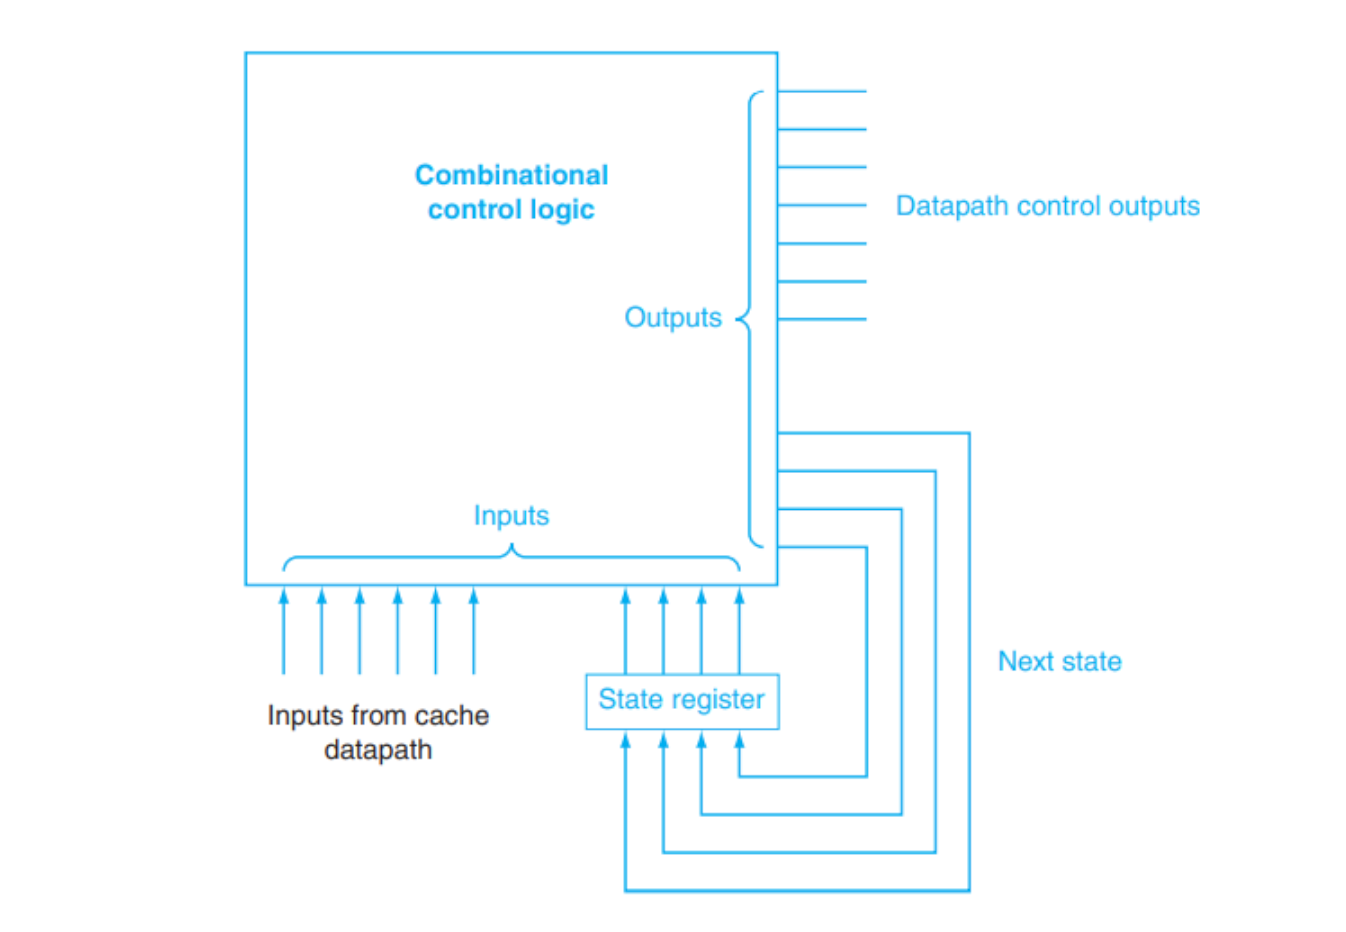 Combinational
control logic
Datapath control outputs
Outputs
Inputs
Next state
State register
Inputs from cache
datapath